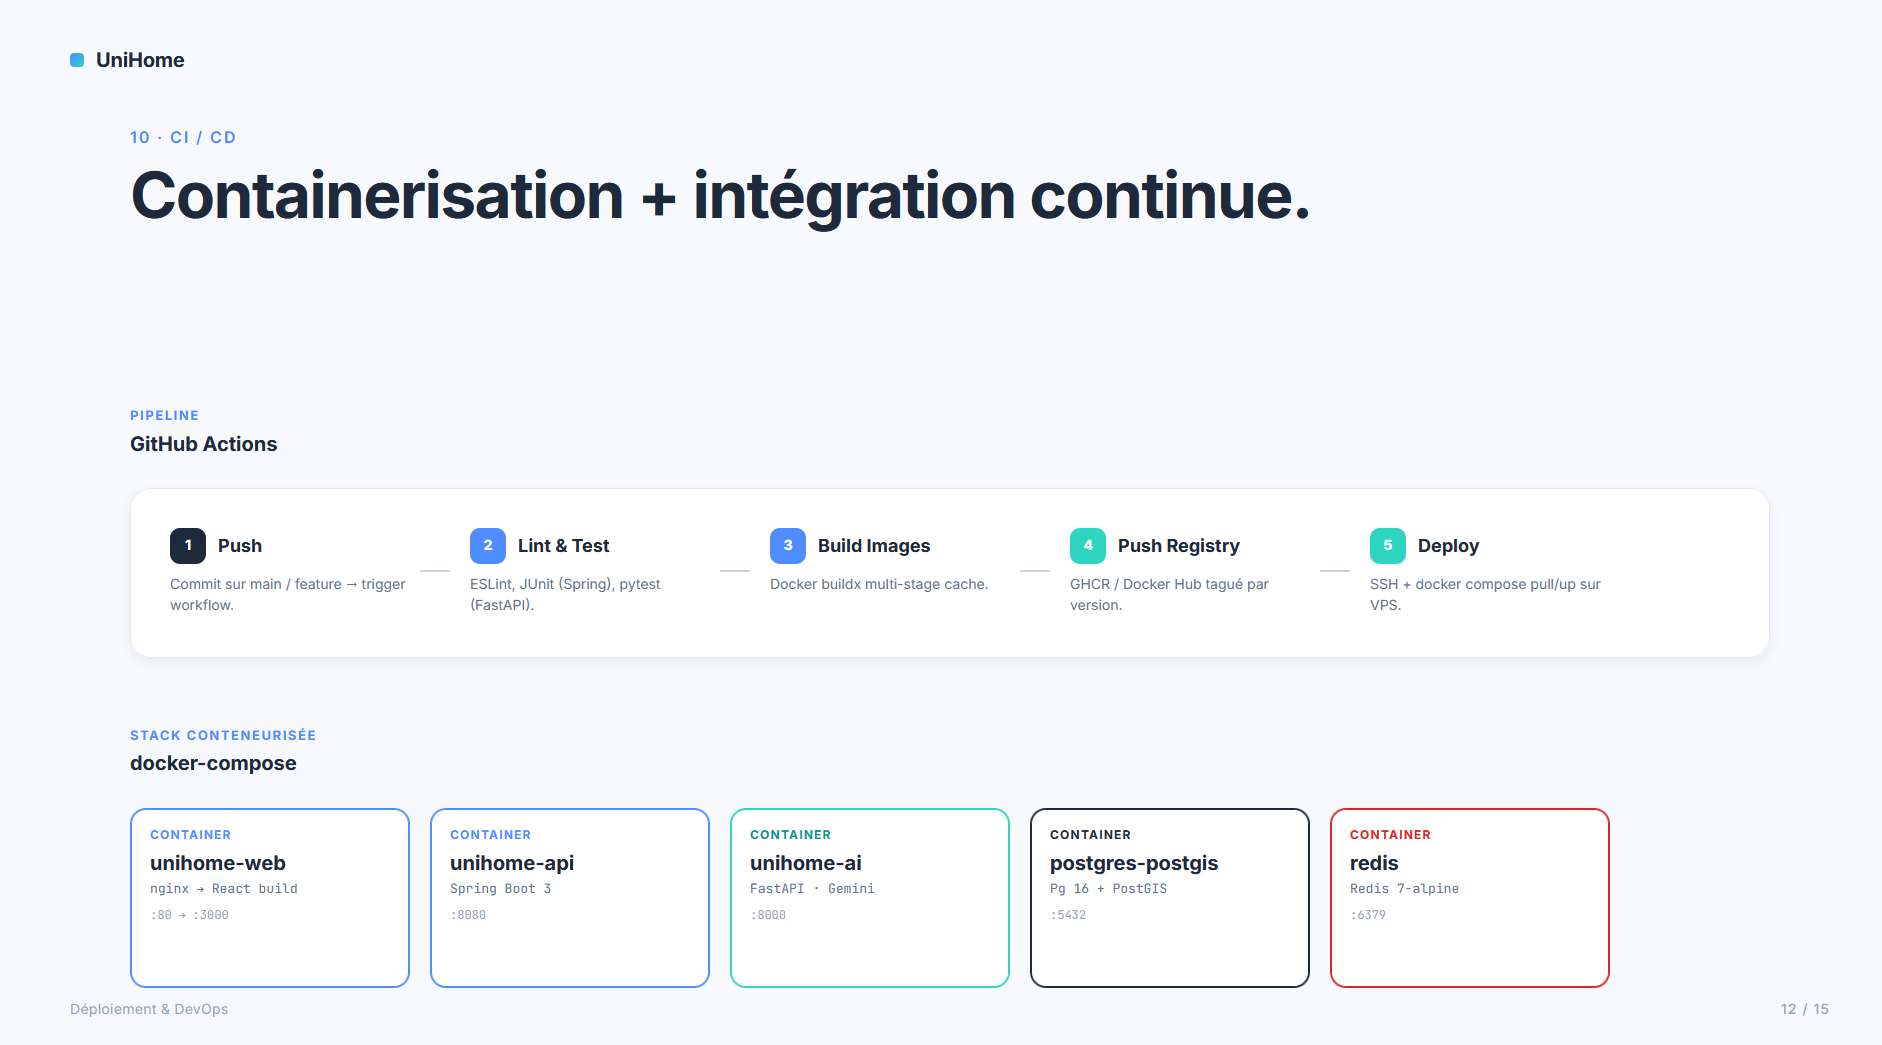 UniHome
10 · CI / CD
Containerisation + intégration continue.
PIPELINE
GitHub Actions
1 Push
Commit sur main / feature → trigger
workflow.
2 Lint & Test
ESLint, JUnit (Spring), pytest
(FastAPI).
3 Build Images
Docker buildx multi-stage cache.
4 Push Registry
GHCR / Docker Hub tagué par
version.
5 Deploy
SSH + docker compose pull/up sur
VPS.
STACK CONTENEURISÉE
docker-compose
CONTAINER
unihome-web
nginx → React build
:80 → :3000
CONTAINER
unihome-api
Spring Boot 3
:8080
CONTAINER
unihome-ai
FastAPI · Gemini
:8000
CONTAINER
postgres-postgis
Pg 16 + PostGIS
:5432
CONTAINER
redis
Redis 7-alpine
:6379
Déploiement & DevOps
12 / 15